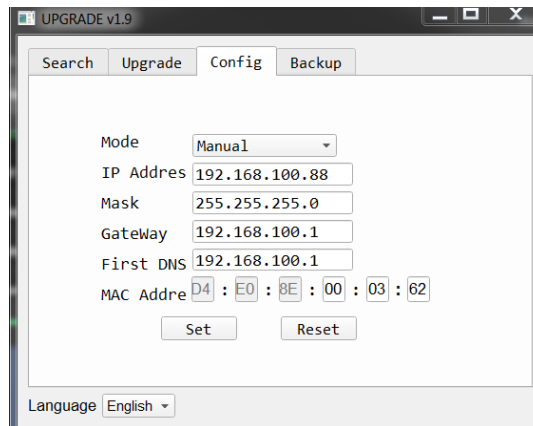 UPGRADE v1.9
Search Upgrade Config Backup
Mode Manual
IP Addres 192.168.100.88
Mask 255.255.255.0
GateWay 192.168.100.1
First DNS 192.168.100.1
MAC Addre D4 : E0 : 8E : 00 : 03 : 62
Set Reset
Language English